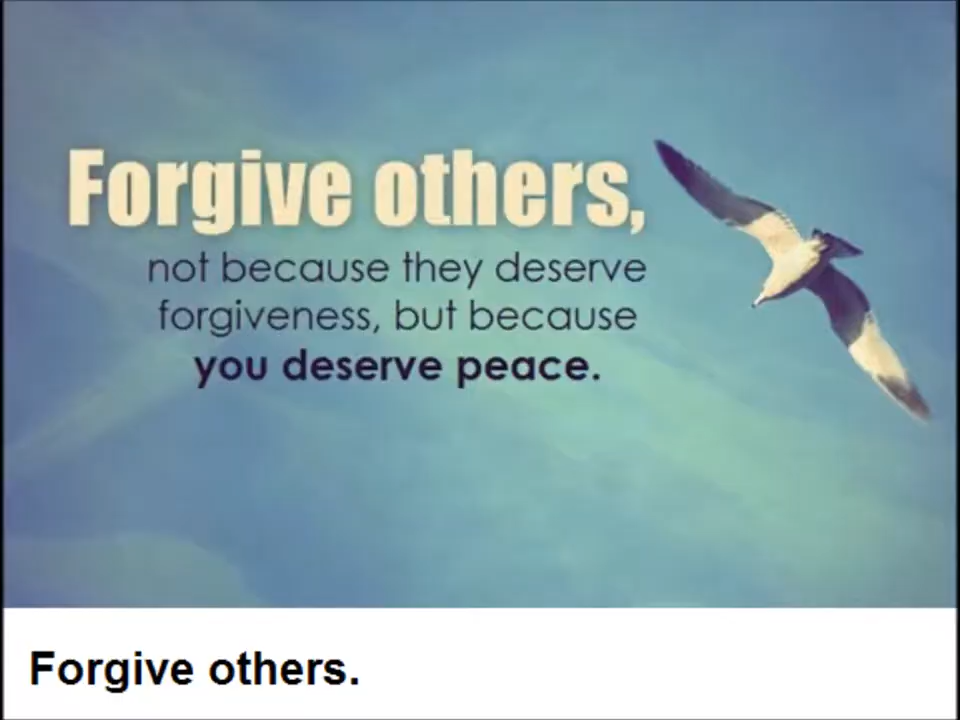 Forgive others,
not because they deserve
forgiveness, but because
you deserve peace.
Forgive others.